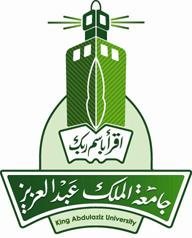 اقرأ باسم ربك
جامعة الملك عبد العزيز
King Abdulaziz University